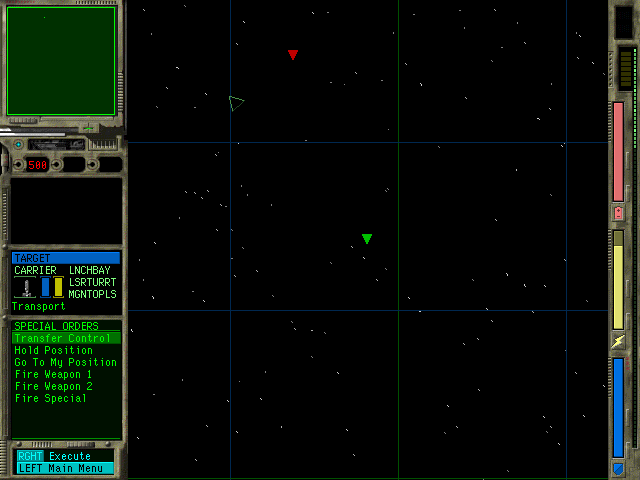 500
TARGET
CARRIER LNCHBAY
LSRTURRT
MGNTOPLS
Transport
SPECIAL ORDERS
Transfer Control
Hold Position
Go To My Position
Fire Weapon 1
Fire Weapon 2
Fire Special
RGHT Execute
LEFT Main Menu